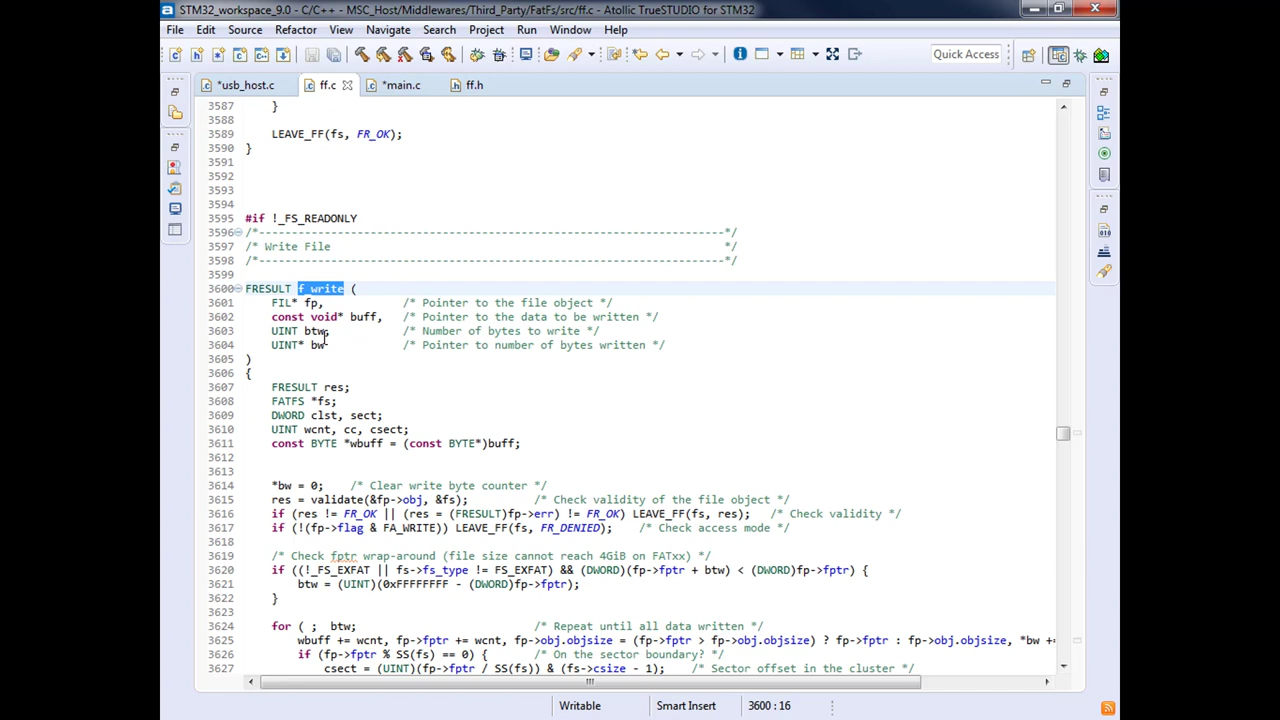 STM32_workspace_9.0 - C/C++ - MSC_Host/Middlewares/Third_Party/FatFs/src/ff.c - Atollic TrueSTUDIO for STM32
File Edit Source Refactor View Navigate Search Project Run Window Help
Quick Access
*usb_host.c ff.c *main.c ff.h
3587 }
3588
3589 LEAVE_FF(fs, FR_OK);
3590 }
3591
3592
3593
3594
3595 #if !_FS_READONLY
3596 /*-----------------------------------------------------------------------*/
3597 /* Write File */
3598 /*-----------------------------------------------------------------------*/
3599
3600 FRESULT f_write (
3601 FIL* fp, /* Pointer to the file object */
3602 const void* buff, /* Pointer to the data to be written */
3603 UINT btw, /* Number of bytes to write */
3604 UINT* bw /* Pointer to number of bytes written */
3605 )
3606 {
3607 FRESULT res;
3608 FATFS *fs;
3609 DWORD clst, sect;
3610 UINT wcnt, cc, csect;
3611 const BYTE *wbuff = (const BYTE*)buff;
3612
3613
3614 *bw = 0; /* Clear write byte counter */
3615 res = validate(&fp->obj, &fs); /* Check validity of the file object */
3616 if (res != FR_OK || (res = (FRESULT)fp->err) != FR_OK) LEAVE_FF(fs, res); /* Check validity */
3617 if (!(fp->flag & FA_WRITE)) LEAVE_FF(fs, FR_DENIED); /* Check access mode */
3618
3619 /* Check fptr wrap-around (file size cannot reach 4GiB on FATxx) */
3620 if ((!_FS_EXFAT || fs->fs_type != FS_EXFAT) && (DWORD)(fp->fptr + btw) < (DWORD)fp->fptr) {
3621 btw = (UINT)(0xFFFFFFFF - (DWORD)fp->fptr);
3622 }
3623
3624 for ( ; btw; /* Repeat until all data written */
3625 wbuff += wcnt, fp->fptr += wcnt, fp->obj.objsize = (fp->fptr > fp->obj.objsize) ? fp->fptr : fp->obj.objsize, *bw +=
3626 if (fp->fptr % SS(fs) == 0) { /* On the sector boundary? */
3627 csect = (UINT)(fp->fptr / SS(fs)) & (fs->csize - 1); /* Sector offset in the cluster */
Writable Smart Insert 3600 : 16